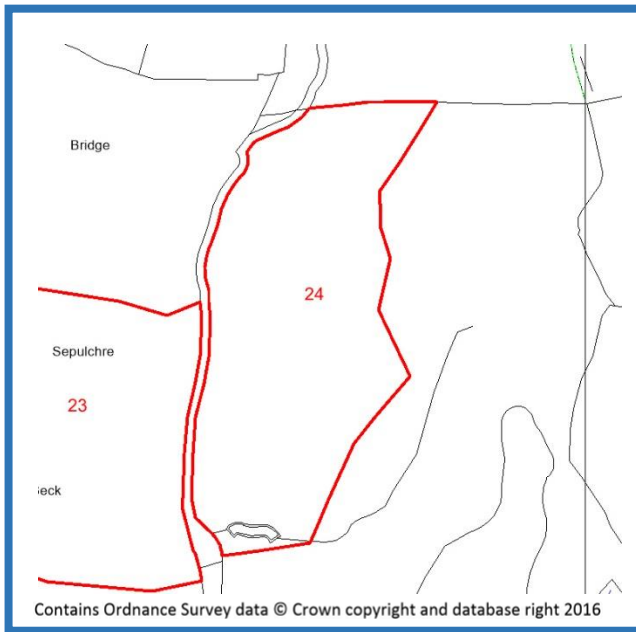 Bridge
24
Sepulchre
23
Contains Ordnance Survey data © Crown copyright and database right 2016